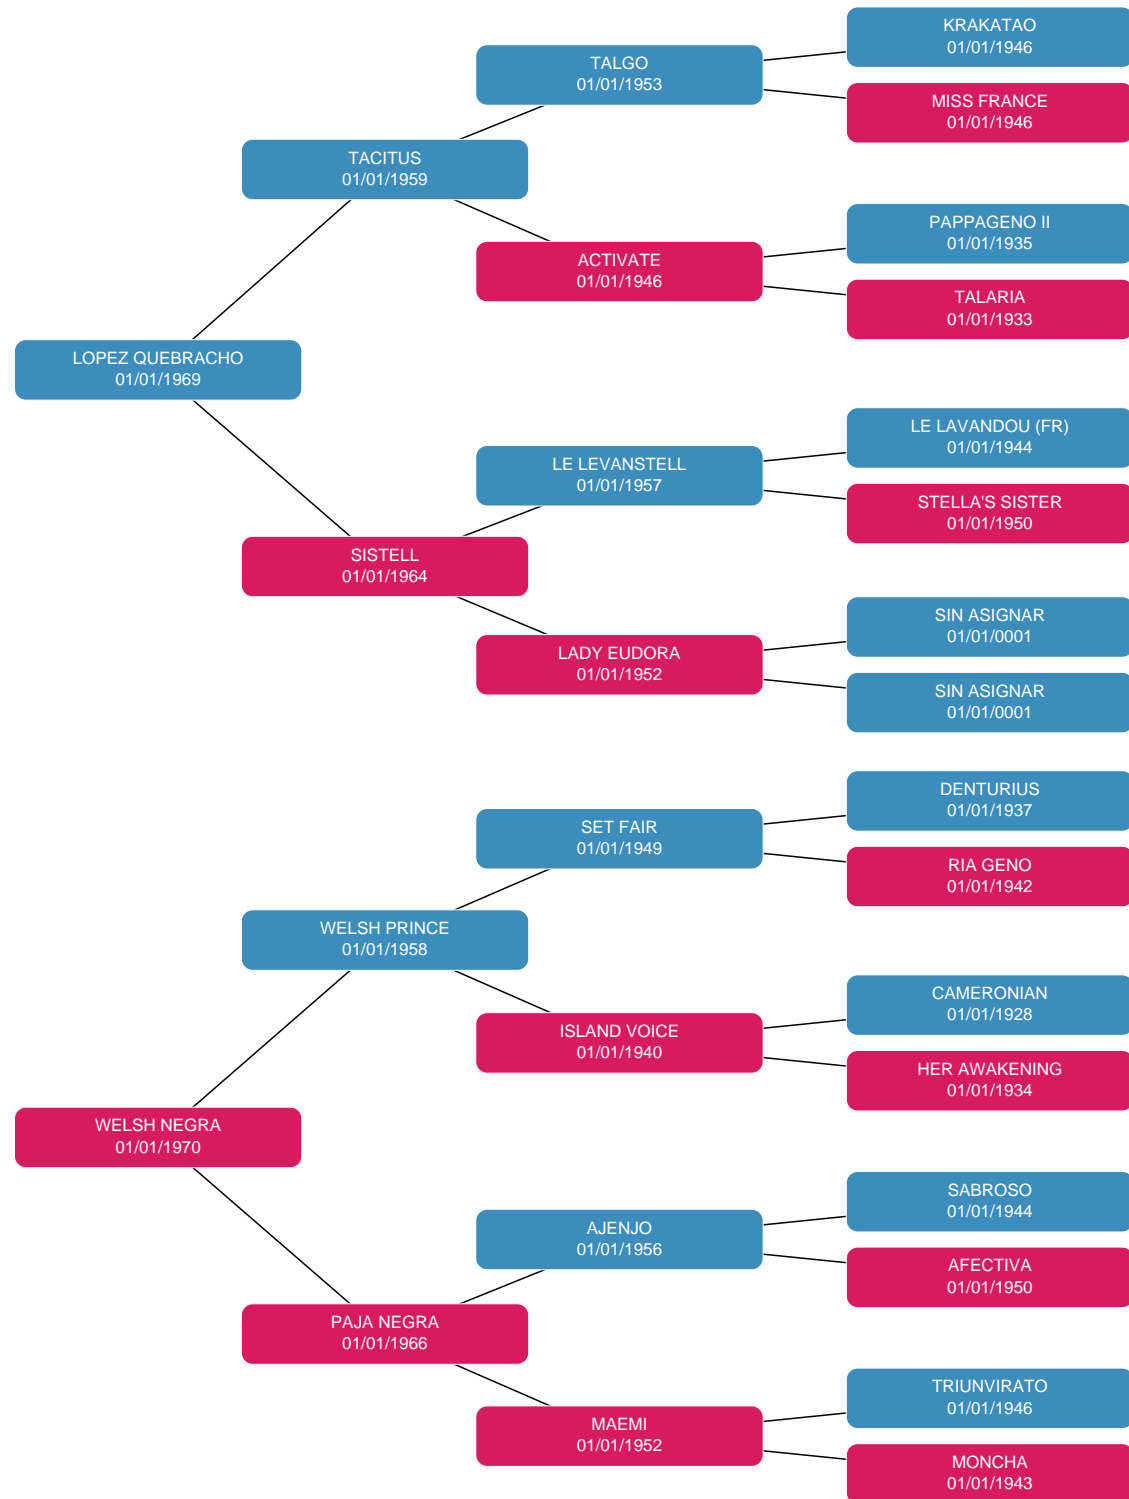 KRAKATAO
01/01/1946
TALGO
01/01/1953
MISS FRANCE
01/01/1946
TACITUS
01/01/1959
PAPPAGENO II
01/01/1935
ACTIVATE
01/01/1946
TALARIA
01/01/1933
LOPEZ QUEBRACHO
01/01/1969
LE LAVANDOU (FR)
01/01/1944
LE LEVANSTELL
01/01/1957
STELLA'S SISTER
01/01/1950
SISTELL
01/01/1964
SIN ASIGNAR
01/01/0001
LADY EUDORA
01/01/1952
SIN ASIGNAR
01/01/0001
DENTURIUS
01/01/1937
SET FAIR
01/01/1949
RIA GENO
01/01/1942
WELSH PRINCE
01/01/1958
CAMERONIAN
01/01/1928
ISLAND VOICE
01/01/1940
HER AWAKENING
01/01/1934
WELSH NEGRA
01/01/1970
SABROSO
01/01/1944
AJENJO
01/01/1956
AFECTIVA
01/01/1950
PAJA NEGRA
01/01/1966
TRIUNVIRATO
01/01/1946
MAEMI
01/01/1952
MONCHA
01/01/1943